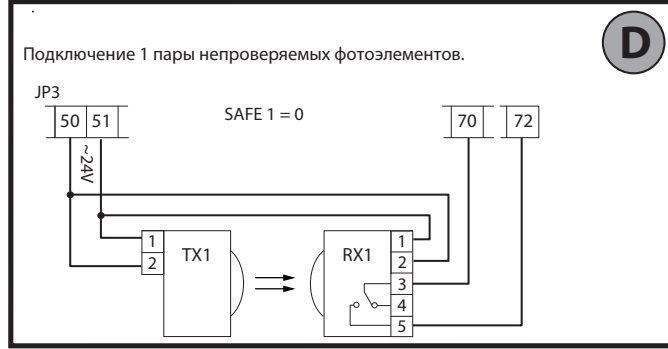 D
Подключение 1 пары непроверяемых фотоэлементов.
JP3
50 51
SAFE 1 = 0
70 72
~24V
1
2
TX1
RX1
1
2
3
4
5